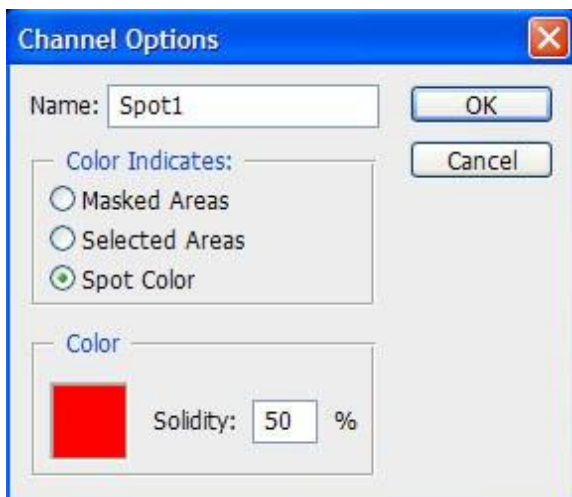 Channel Options
Name: Spot1
OK
Color Indicates:
Cancel
Masked Areas
Selected Areas
Spot Color
Color
Solidity: 50 %